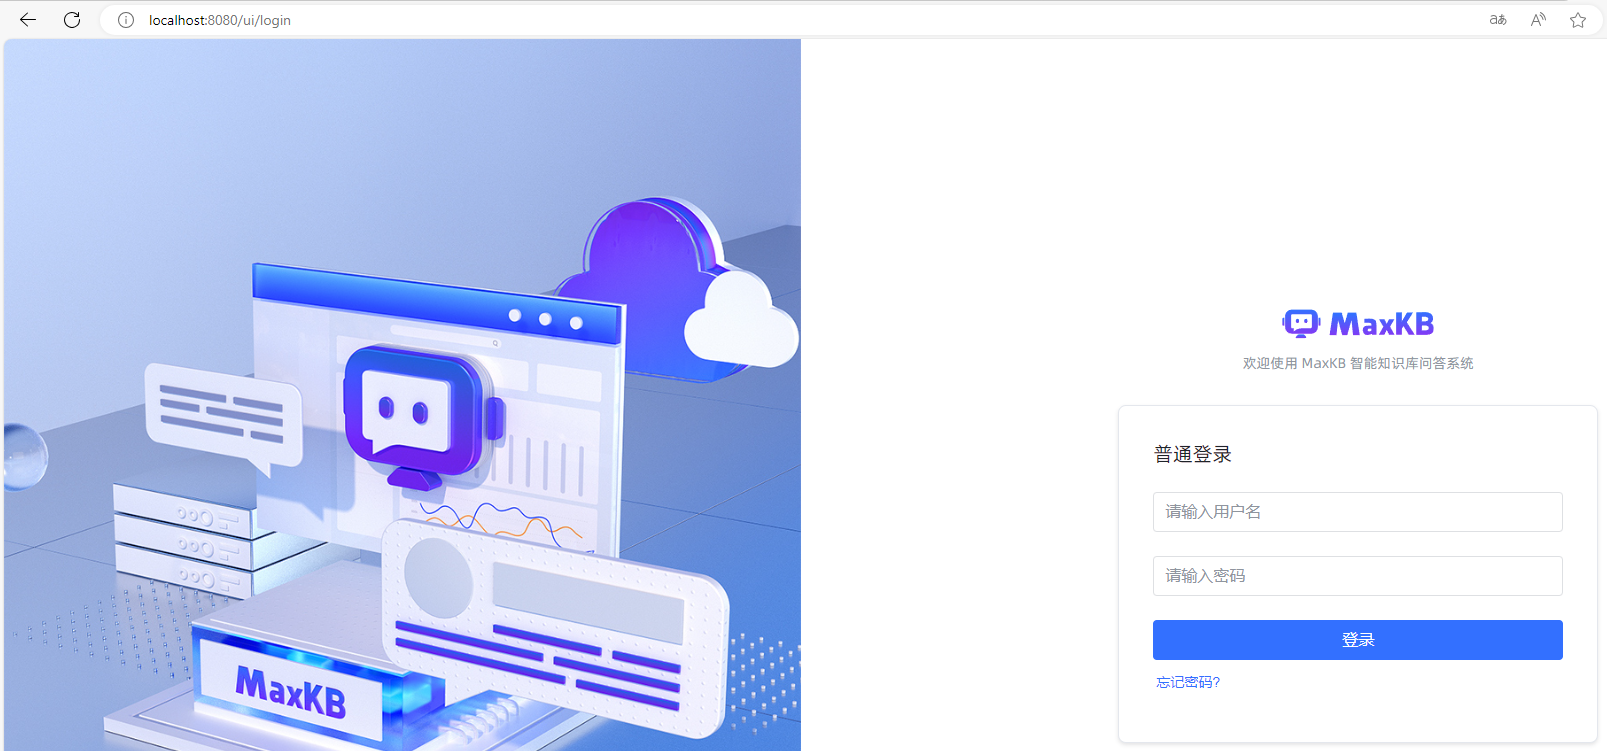 localhost:8080/ui/login
MaxKB
MaxKB
欢迎使用 MaxKB 智能知识库问答系统
普通登录
请输入用户名
请输入密码
登录
忘记密码?